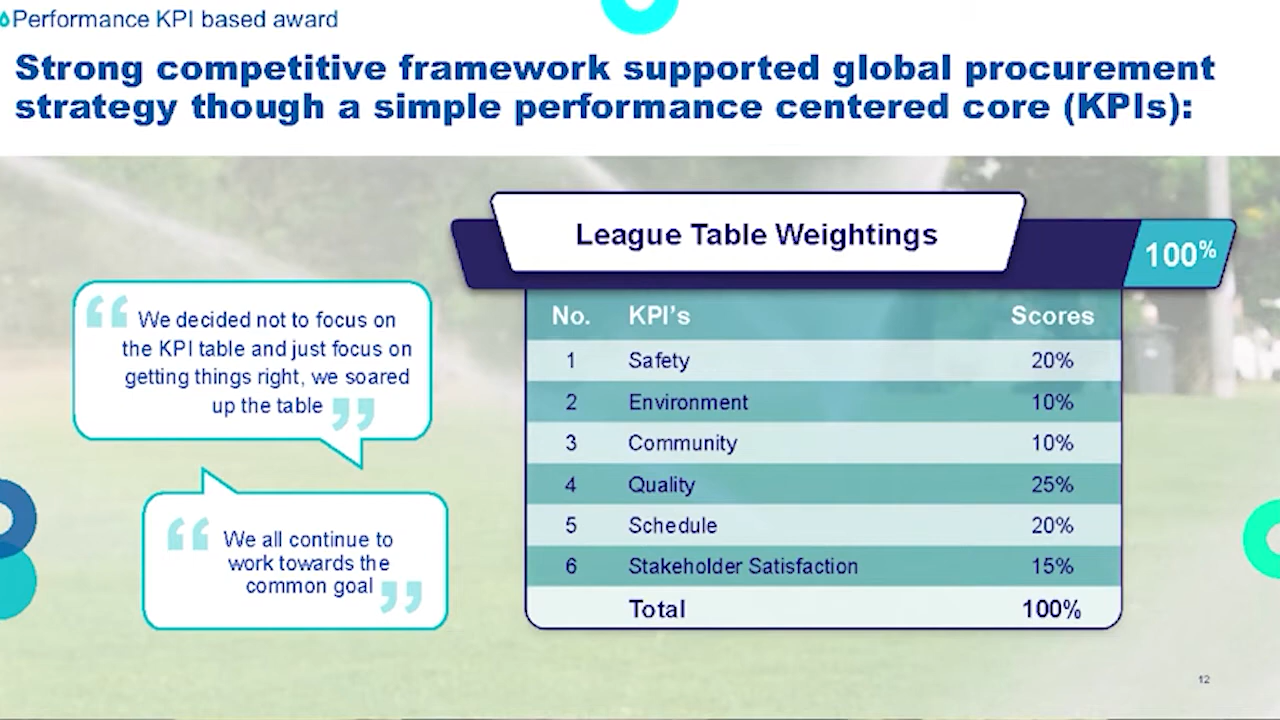 Performance KPI based award
Strong competitive framework supported global procurement
strategy though a simple performance centered core (KPIs):
League Table Weightings
100%
No. KPI's Scores
1 Safety 20%
2 Environment 10%
3 Community 10%
4 Quality 25%
5 Schedule 20%
6 Stakeholder Satisfaction 15%
Total 100%
“ We decided not to focus on
the KPI table and just focus on
getting things right, we soared
up the table ”
“ We all continue to
work towards the
common goal ”
12